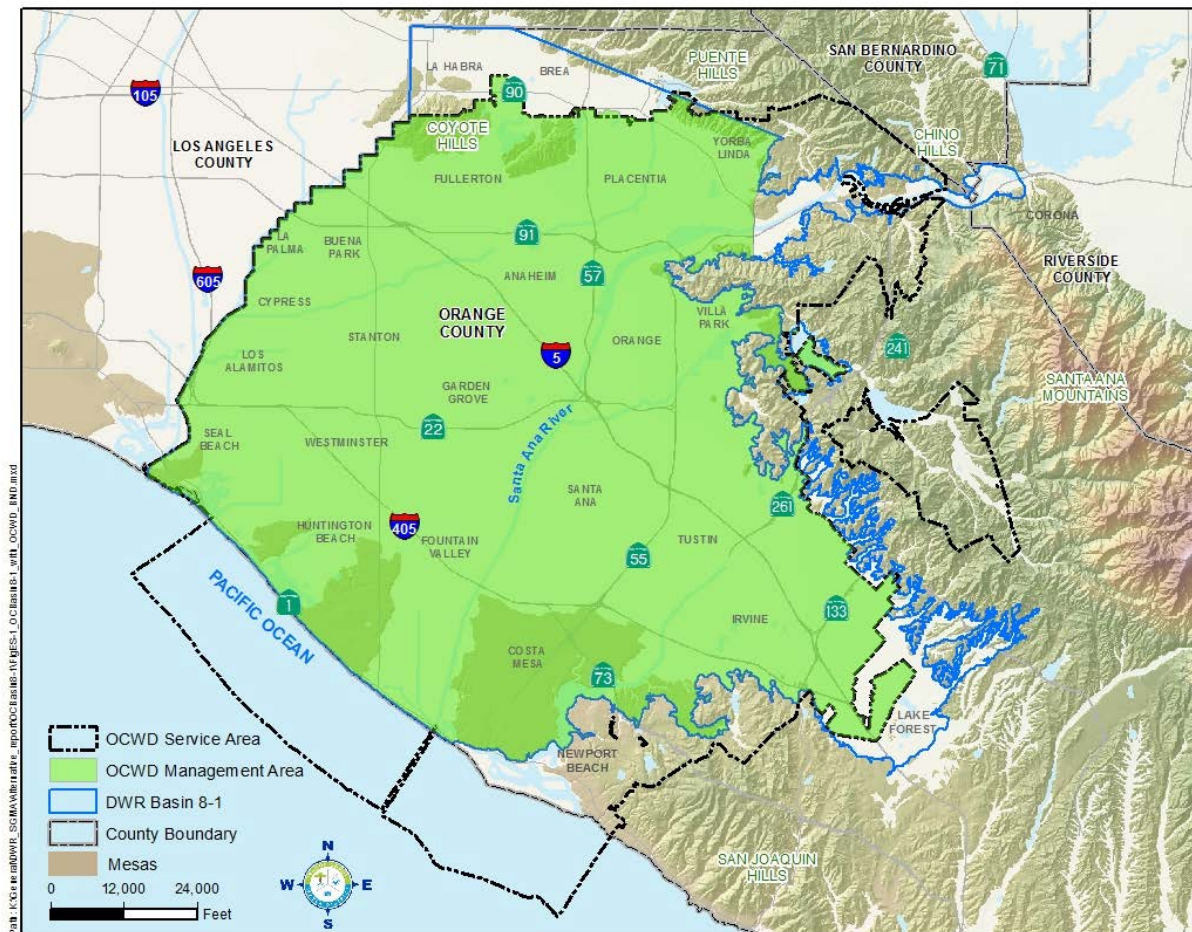 LA HABRA
BREA
PUENTE
HILLS
SAN BERNARDINO
COUNTY
71
105
90
LOS ANGELES
COUNTY
COYOTE
HILLS
YORBA
LINDA
CHINO
HILLS
FULLERTON
PLACENTIA
CORONA
LA
PALMA
BUENA
PARK
91
RIVERSIDE
COUNTY
605
ANAHEIM
57
CYPRESS
ORANGE
COUNTY
VILLA
PARK
STANTON
5
ORANGE
241
LOS
ALAMITOS
GARDEN
GROVE
SANTA ANA
MOUNTAINS
22
Santa Ana River
SEAL
BEACH
WESTMINSTER
SANTA
ANA
261
HUNTINGTON
BEACH
405
FOUNTAIN
VALLEY
55
TUSTIN
PACIFIC OCEAN
1
133
IRVINE
COSTA
MESA
73
LAKE
FOREST
NEWPORT
BEACH
SAN JOAQUIN
HILLS
OCWD Service Area
OCWD Management Area
DWR Basin 8-1
County Boundary
Mesas
0 12,000 24,000
Feet
N
W E
S